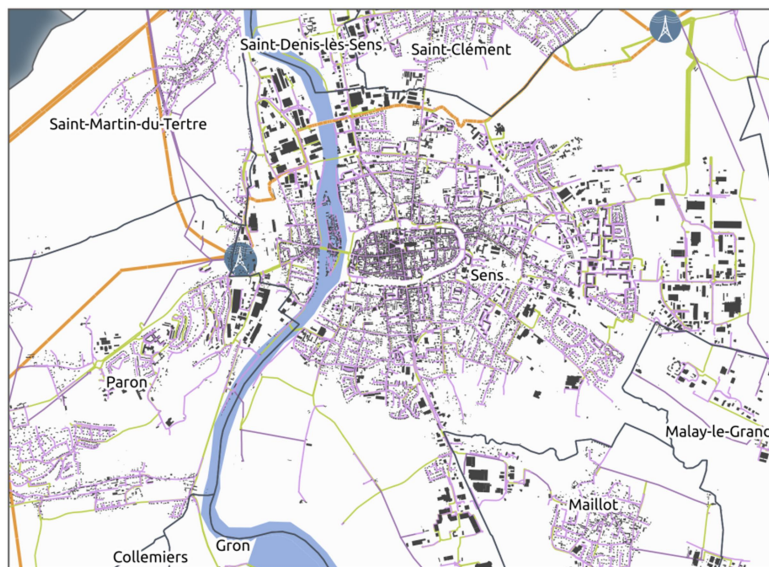 Saint-Denis-lès-Sens
Saint-Clément
Saint-Martin-du-Tertre
Sens
Paron
Malay-le-Grand
Maillot
Gron
Collemiers